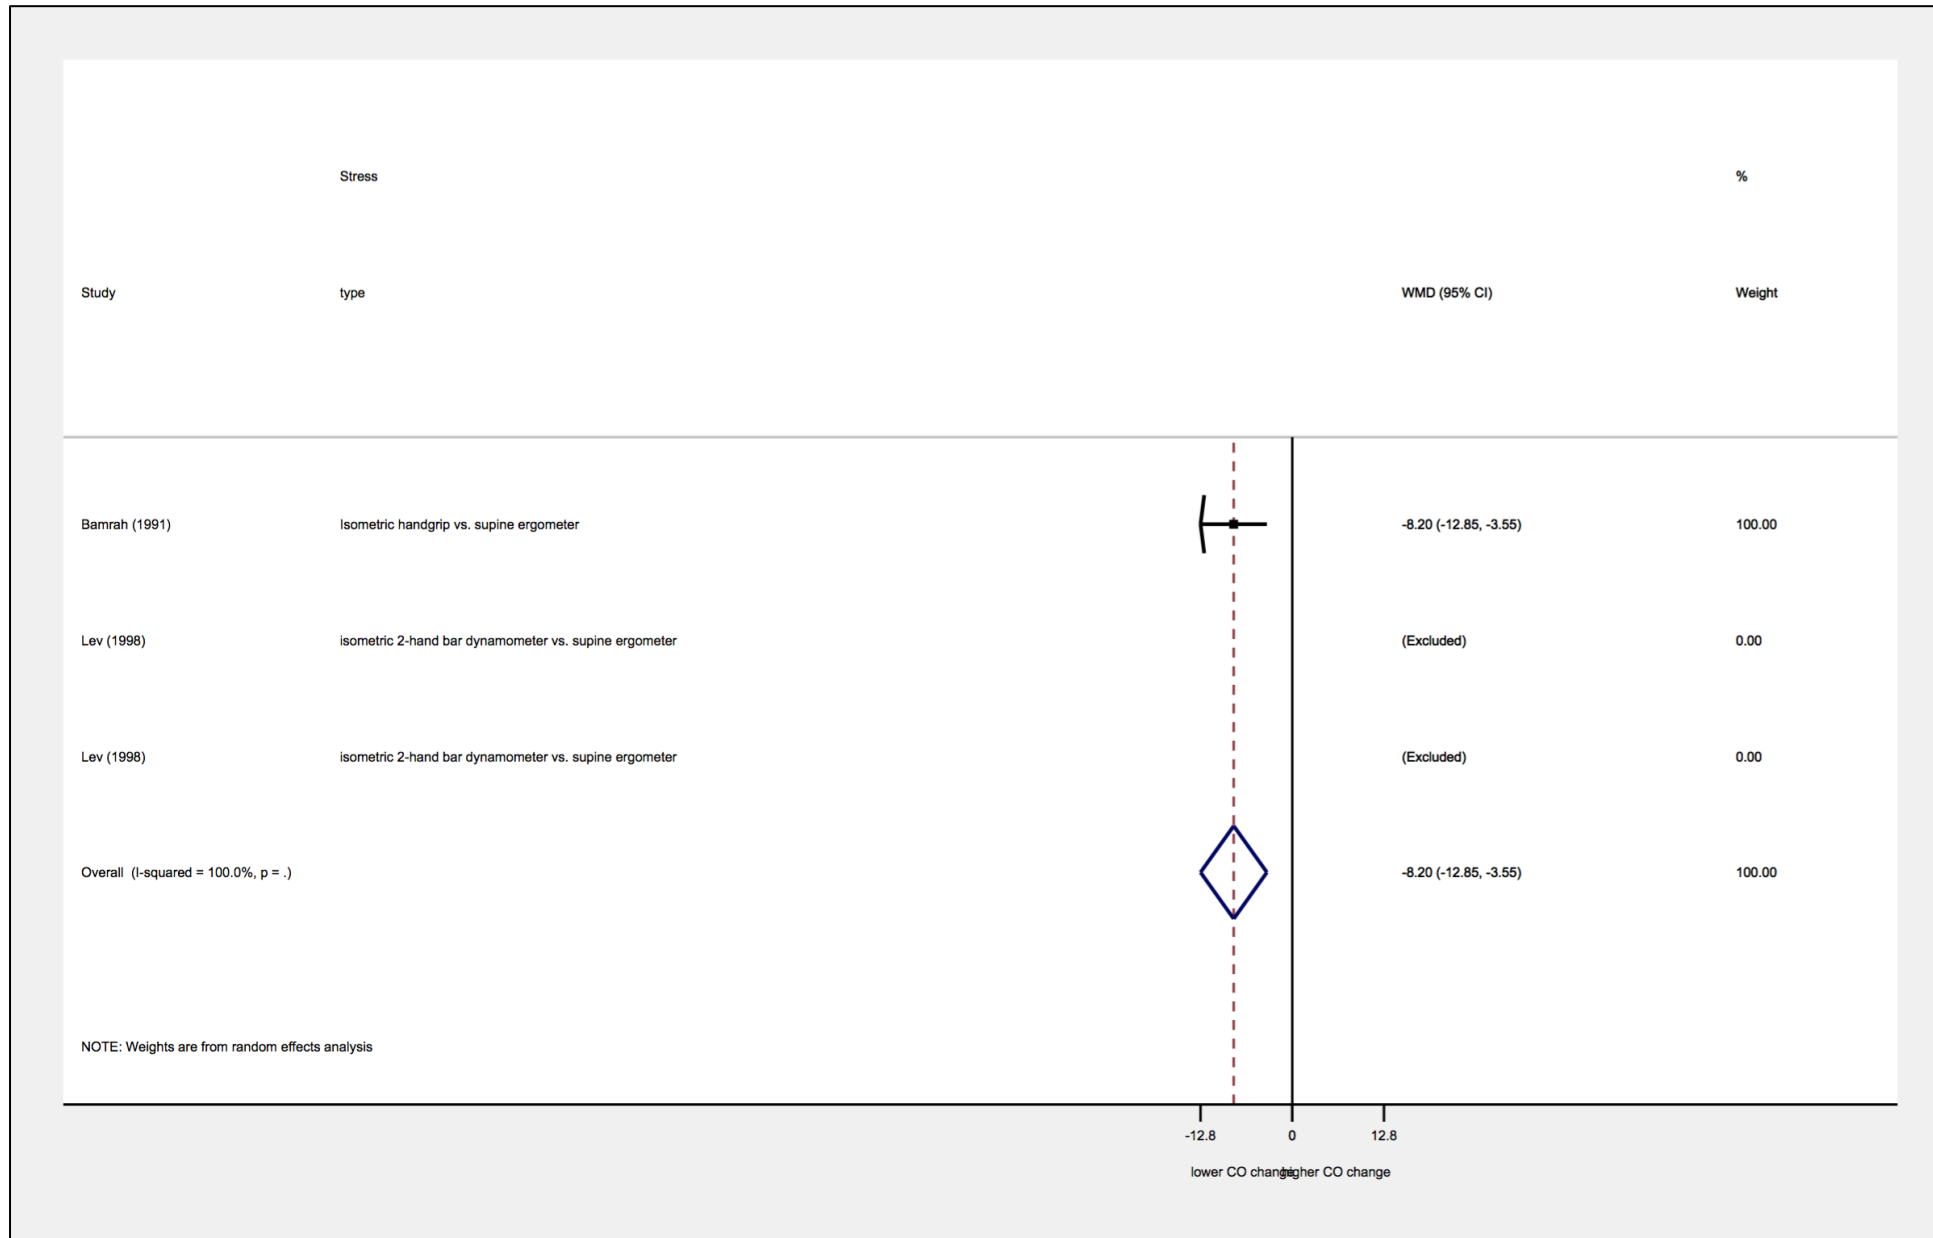 Stress %
Study type WMD (95% CI) Weight
Bamrah (1991) Isometric handgrip vs. supine ergometer -8.20 (-12.85, -3.55) 100.00
Lev (1998) isometric 2-hand bar dynamometer vs. supine ergometer (Excluded) 0.00
Lev (1998) isometric 2-hand bar dynamometer vs. supine ergometer (Excluded) 0.00
Overall (I-squared = 100.0%, p = .) -8.20 (-12.85, -3.55) 100.00
NOTE: Weights are from random effects analysis
-12.8 0 12.8
lower CO change higher CO change